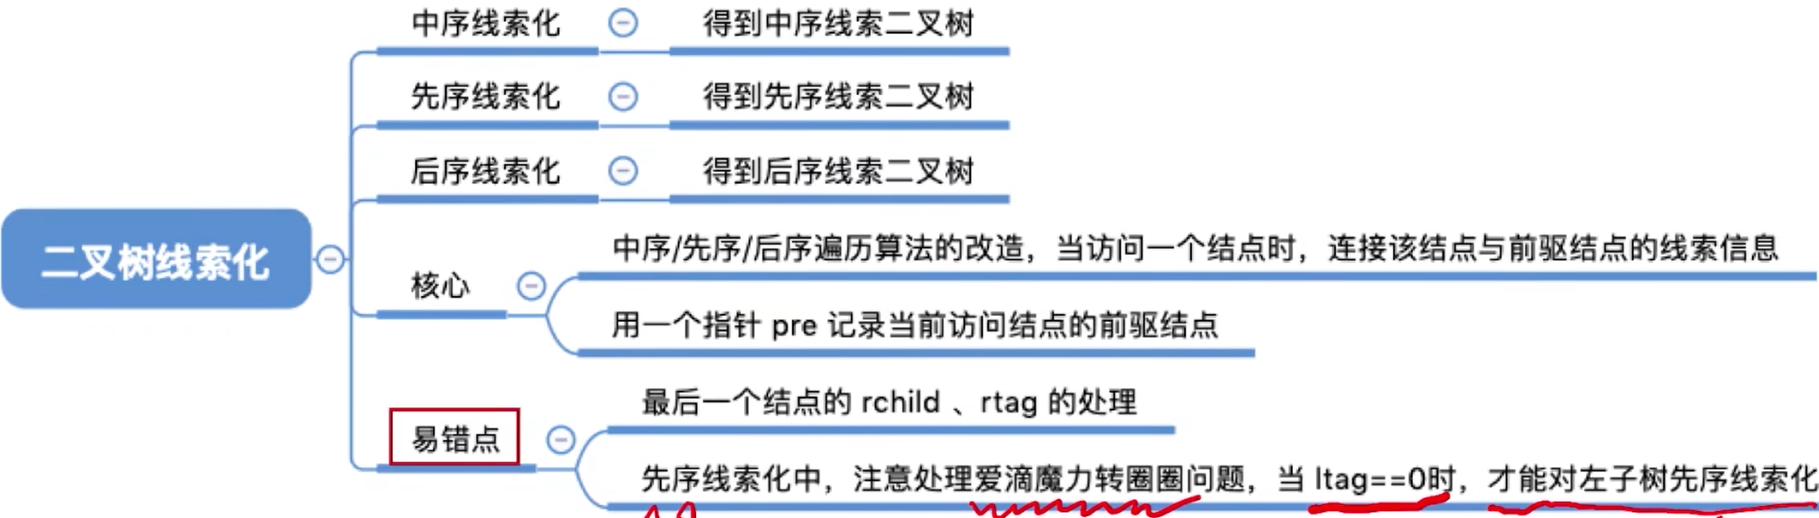 中序线索化 得到中序线索二叉树
先序线索化 得到先序线索二叉树
后序线索化 得到后序线索二叉树
二叉树线索化
核心
中序/先序/后序遍历算法的改造，当访问一个结点时，连接该结点与前驱结点的线索信息
用一个指针 pre 记录当前访问结点的前驱结点
易错点
最后一个结点的 rchild 、rtag 的处理
先序线索化中，注意处理爱滴魔力转圈圈问题，当 ltag==0时，才能对左子树先序线索化